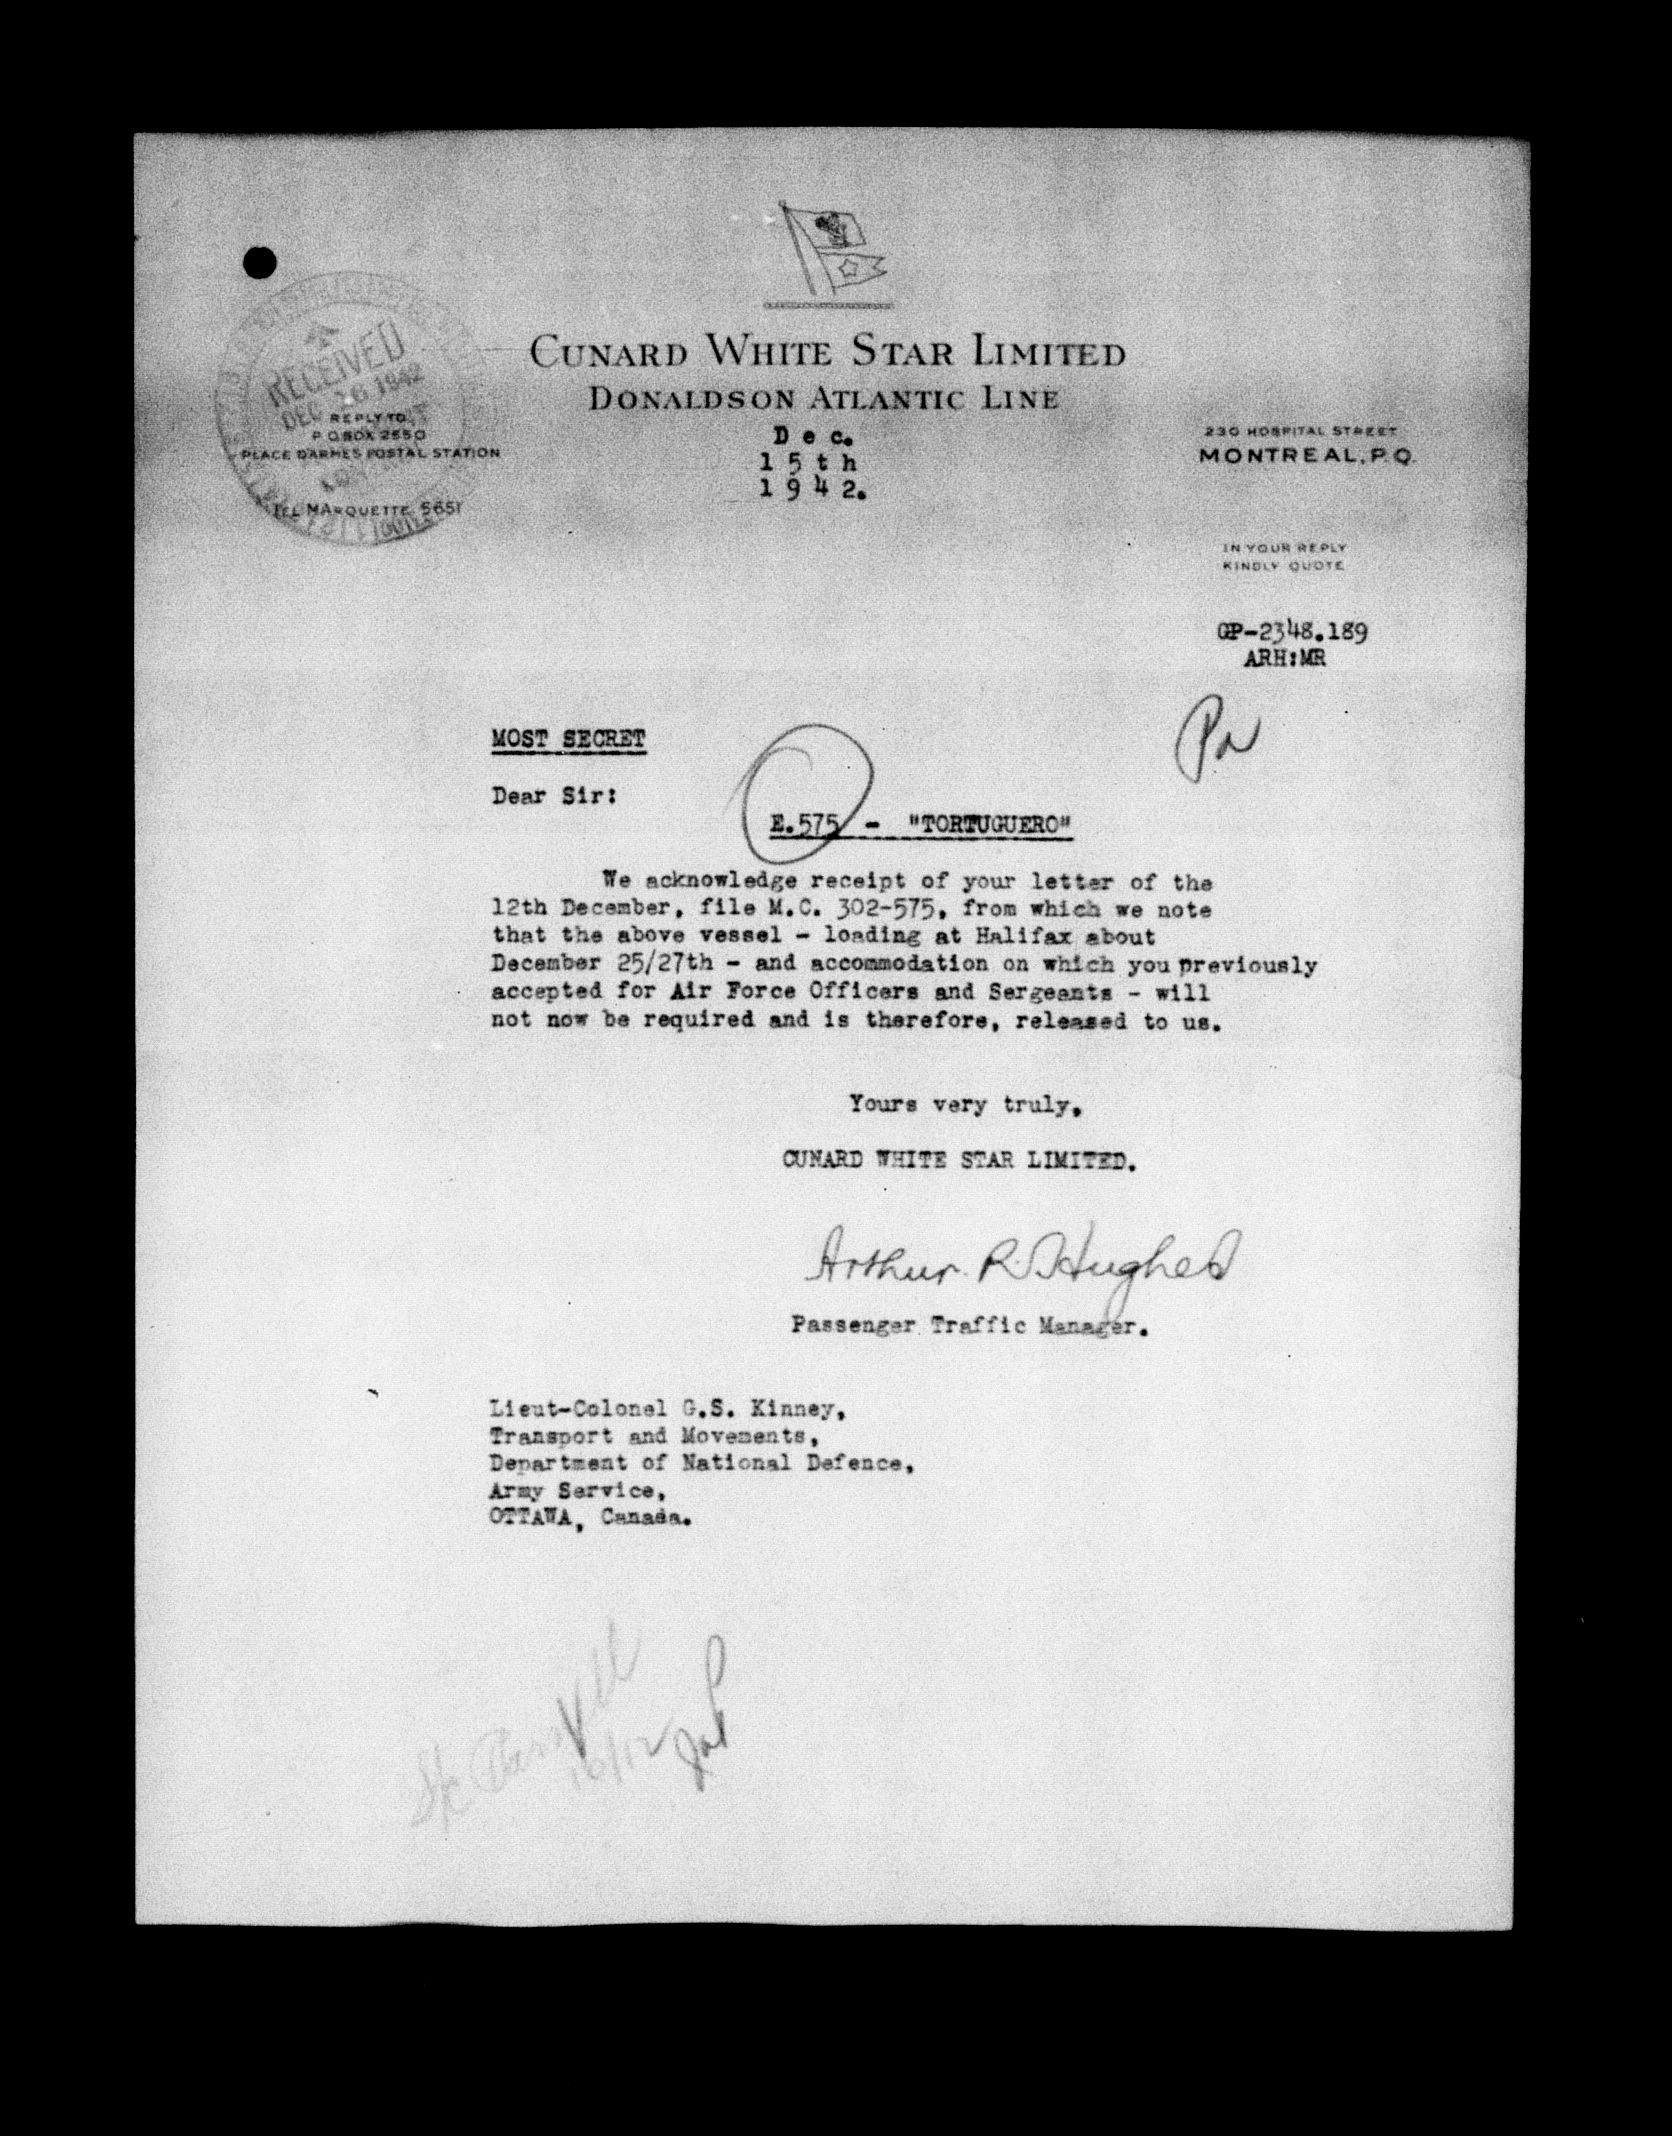 CUNARD WHITE STAR LIMITED
DONALDSON ATLANTIC LINE
RECEIVED
DEC 16 1942
REPLY TO
P.O. BOX 2550
PLACE D'ARMES POSTAL STATION
TEL. MARQUETTE 5651
Dec.
15th
1942.
230 HOSPITAL STREET
MONTREAL, P.Q.
IN YOUR REPLY
KINDLY QUOTE
GP-2348.189
ARH:MR
MOST SECRET
Dear Sir:
E.575 - "TORTUGUERO"
We acknowledge receipt of your letter of the
12th December, file M.C. 302-575, from which we note
that the above vessel - loading at Halifax about
December 25/27th - and accommodation on which you previously
accepted for Air Force Officers and Sergeants - will
not now be required and is therefore, released to us.
Yours very truly,
CUNARD WHITE STAR LIMITED.
Arthur R. Hughes
Passenger Traffic Manager.
Lieut-Colonel G.S. Kinney,
Transport and Movements,
Department of National Defence,
Army Service,
OTTAWA, Canada.
16/12